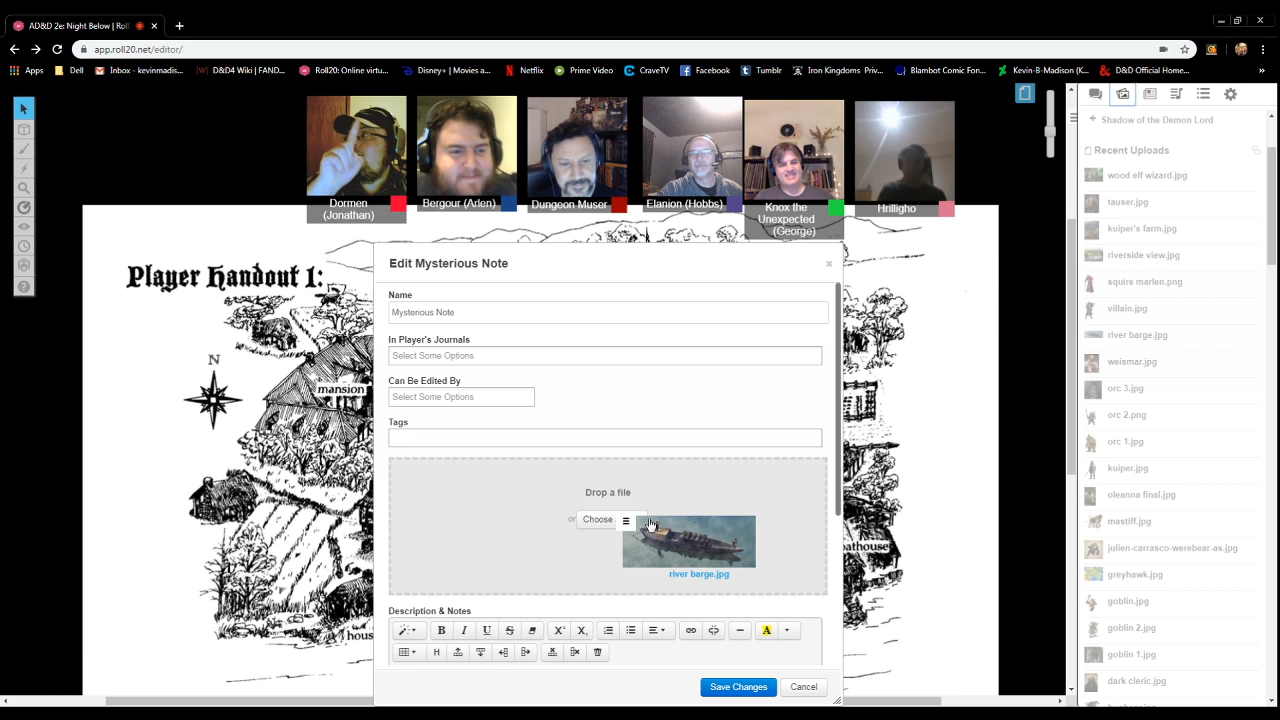 AD&D 2e: Night Below | Roll
app.roll20.net/editor/
Apps
Dell
Inbox - kevinmadis...
D&D4 Wiki | FAND...
Roll20: Online virtu...
Disney+ | Movies a...
Netflix
Prime Video
CraveTV
Facebook
Tumblr
Iron Kingdoms Priv...
Blambot Comic Fon...
Kevin-B-Madison (K...
D&D Official Home...
Dormen
(Jonathan)
Bergour (Arlen)
Dungeon Muser
Elanion (Hobbs)
Knox the
Unexpected
(George)
Hrilligho
Player Handout 1:
N
mansion
Edit Mysterious Note
Name
Mysterious Note
In Player's Journals
Select Some Options
Can Be Edited By
Select Some Options
Tags
Drop a file
or Choose
river barge.jpg
Description & Notes
B I U S X² X, A
H
Save Changes
Cancel
oathouse
hous
Shadow of the Demon Lord
Recent Uploads
wood elf wizard.jpg
tauser.jpg
kuiper's farm.jpg
riverside view.jpg
squire marlen.png
villain.jpg
river barge.jpg
weismar.jpg
orc 3.jpg
orc 2.png
orc 1.jpg
kuiper.jpg
oleanna final.jpg
mastiff.jpg
julien-carrasco-werebear-as.jpg
greyhawk.jpg
goblin.jpg
goblin 2.jpg
goblin 1.jpg
dark cleric.jpg